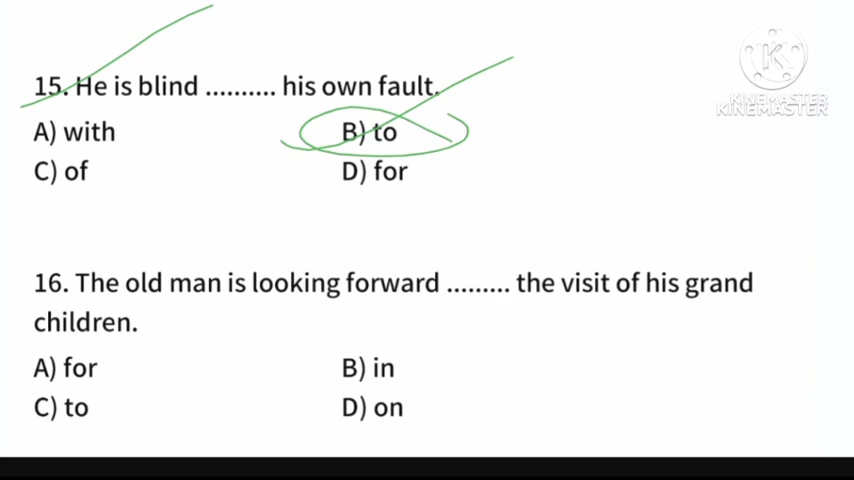 15. He is blind .......... his own fault.
A) with B) to
C) of D) for
16. The old man is looking forward ......... the visit of his grand
children.
A) for B) in
C) to D) on
K
KINEMASTER
KINEMASTER